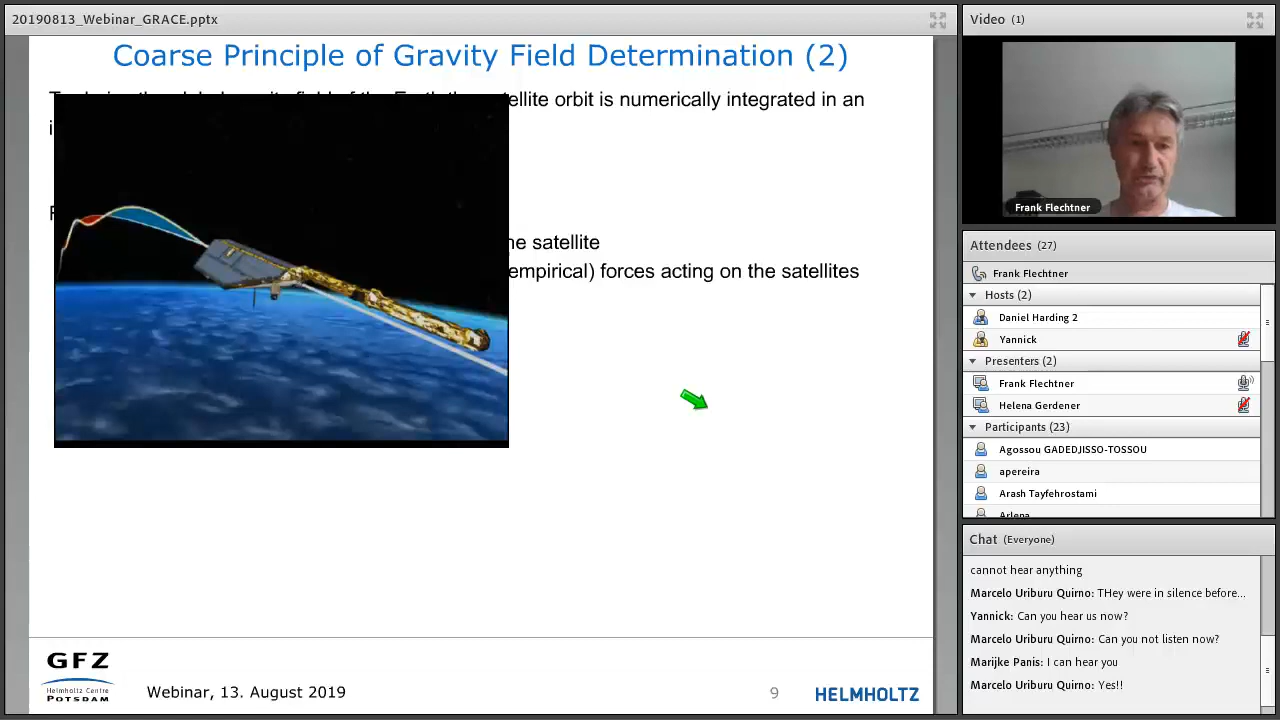 20190813_Webinar_GRACE.pptx
Coarse Principle of Gravity Field Determination (2)
orbit is numerically integrated in an
satellite
empirical) forces acting on the satellites
GFZ
Helmholtz Centre
POTSDAM
Webinar, 13. August 2019
9
HELMHOLTZ
Video (1)
Frank Flechtner
Attendees (27)
Frank Flechtner
Hosts (2)
Daniel Harding 2
Yannick
Presenters (2)
Frank Flechtner
Helena Gerdener
Participants (23)
Agossou GADEDJISSO-TOSSOU
apereira
Arash Tayfehrostami
Arlena
Chat (Everyone)
cannot hear anything
Marcelo Uriburu Quirno: THey were in silence before...
Yannick: Can you hear us now?
Marcelo Uriburu Quirno: Can you not listen now?
Marijke Panis: I can hear you
Marcelo Uriburu Quirno: Yes!!